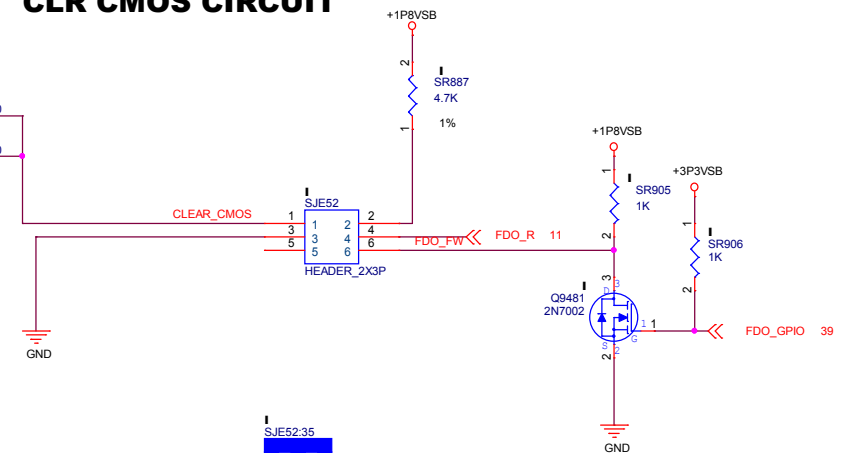 CLR CMOS CIRCUIT
+1P8VSB
2
SR887
4.7K
1%
1
+1P8VSB
1
SR905
1K
2
+3P3VSB
1
SR906
1K
2
SJE52
CLEAR_CMOS
1 1 2 2
3 3 4 4
5 5 6 6
HEADER_2X3P
FDO_R 11
FDO_FW
3
D 3
Q9481
2N7002
1 1
G
S 2
2
FDO_GPIO 39
GND
GND
SJE52:35